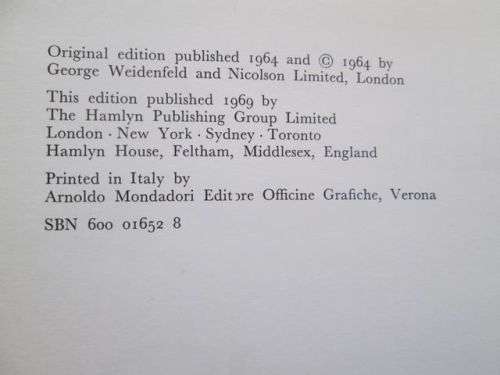 Original edition published 1964 and © 1964 by
George Weidenfeld and Nicolson Limited, London
This edition published 1969 by
The Hamlyn Publishing Group Limited
London · New York · Sydney · Toronto
Hamlyn House, Feltham, Middlesex, England
Printed in Italy by
Arnoldo Mondadori Editore Officine Grafiche, Verona
SBN 600 01652 8